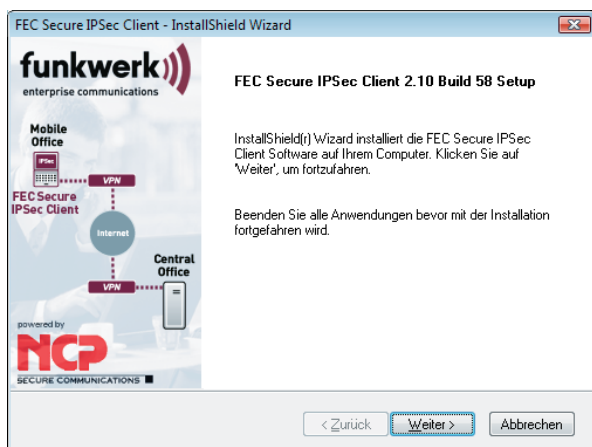 FEC Secure IPSec Client - InstallShield Wizard
funkwerk
enterprise communications
Mobile
Office
IPSec
VPN
FEC Secure
IPSec Client
Internet
Central
Office
VPN
powered by
NCP
SECURE COMMUNICATIONS
FEC Secure IPSec Client 2.10 Build 58 Setup
InstallShield(r) Wizard installiert die FEC Secure IPSec
Client Software auf Ihrem Computer. Klicken Sie auf
'Weiter', um fortzufahren.
Beenden Sie alle Anwendungen bevor mit der Installation
fortgefahren wird.
< Zurück
Weiter >
Abbrechen